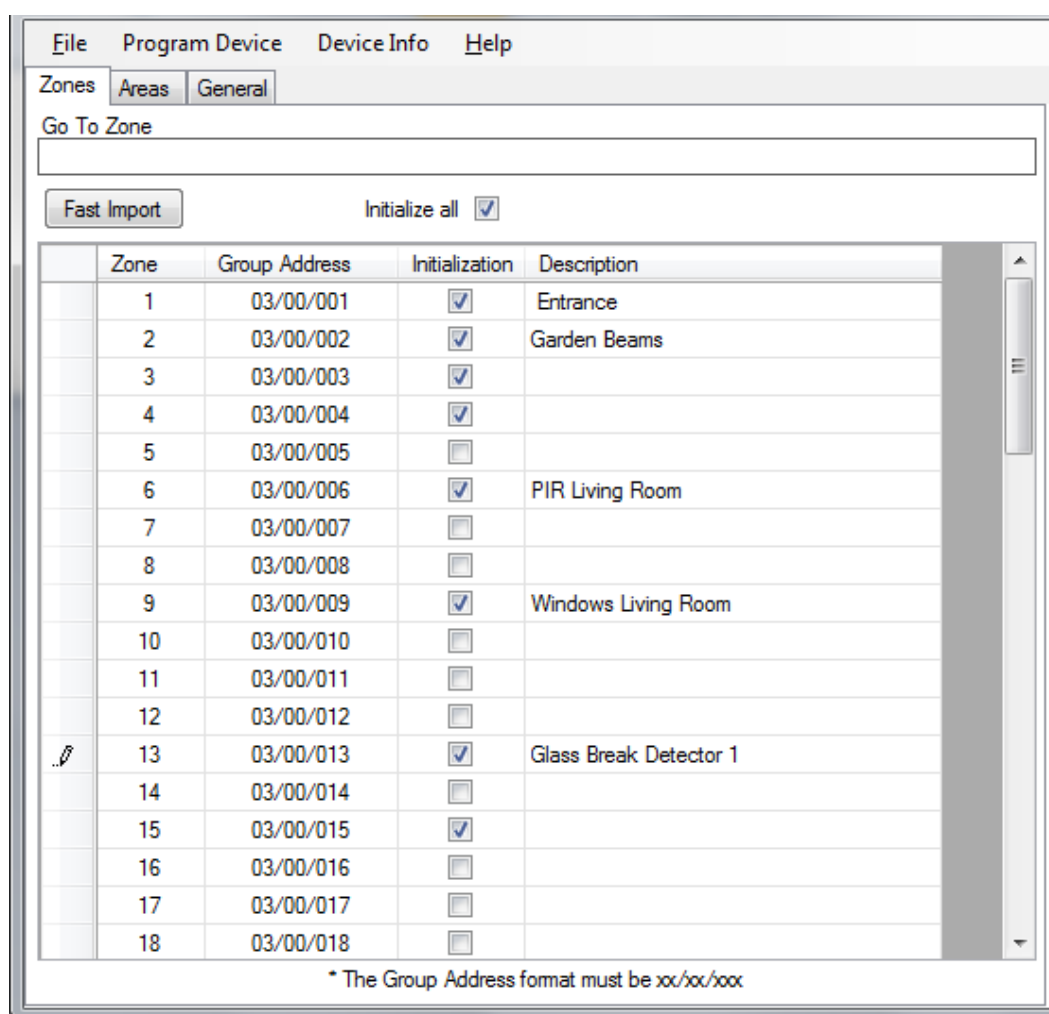 File Program Device Device Info Help
Zones Areas General
Go To Zone
Fast Import Initialize all
Zone Group Address Initialization Description
1 03/00/001 Entrance
2 03/00/002 Garden Beams
3 03/00/003
4 03/00/004
5 03/00/005
6 03/00/006 PIR Living Room
7 03/00/007
8 03/00/008
9 03/00/009 Windows Living Room
10 03/00/010
11 03/00/011
12 03/00/012
13 03/00/013 Glass Break Detector 1
14 03/00/014
15 03/00/015
16 03/00/016
17 03/00/017
18 03/00/018
* The Group Address format must be xx/xx/xxx